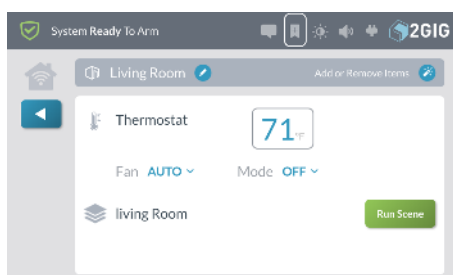 System Ready To Arm
2GIG
Living Room
Add or Remove Items
Thermostat
71°F
Fan AUTO
Mode OFF
living Room
Run Scene